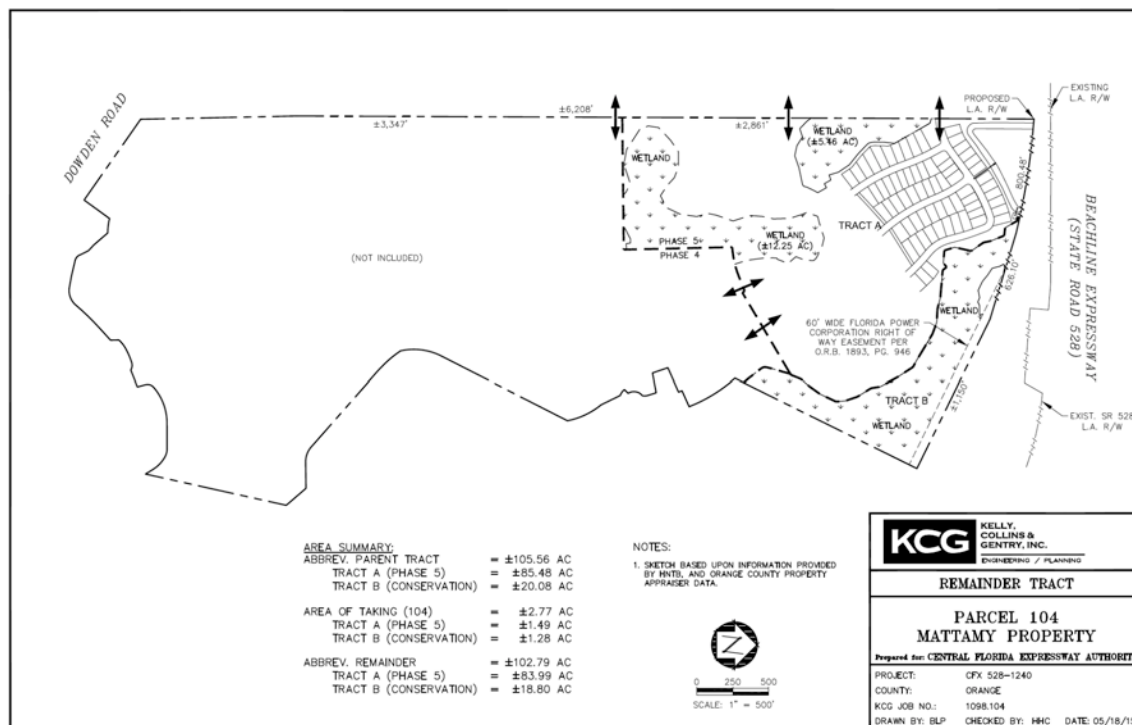 DOWDEN ROAD
±6,208'
±3,347'
±2,861'
PROPOSED
L.A. R/W
EXISTING
L.A. R/W
WETLAND
(±5.46 AC)
WETLAND
800.48'
TRACT A
WETLAND
(±12.25 AC)
PHASE 5
PHASE 4
(NOT INCLUDED)
626.10'
BEACHLINE EXPRESSWAY
(STATE ROAD 528)
WETLAND
60' WIDE FLORIDA POWER
CORPORATION RIGHT OF
WAY EASEMENT PER
O.R.B. 1893, PG. 946
±1,150'
TRACT B
WETLAND
EXIST. SR 528
L.A. R/W
AREA SUMMARY:
ABBREV. PARENT TRACT = ±105.56 AC
TRACT A (PHASE 5) = ±85.48 AC
TRACT B (CONSERVATION) = ±20.08 AC
AREA OF TAKING (104) = ±2.77 AC
TRACT A (PHASE 5) = ±1.49 AC
TRACT B (CONSERVATION) = ±1.28 AC
ABBREV. REMAINDER = ±102.79 AC
TRACT A (PHASE 5) = ±83.99 AC
TRACT B (CONSERVATION) = ±18.80 AC
NOTES:
1. SKETCH BASED UPON INFORMATION PROVIDED
BY HNTB, AND ORANGE COUNTY PROPERTY
APPRAISER DATA.
N
0 250 500
SCALE: 1" = 500'
KCG
KELLY,
COLLINS &
GENTRY, INC.
ENGINEERING / PLANNING
REMAINDER TRACT
PARCEL 104
MATTAMY PROPERTY
Prepared for: CENTRAL FLORIDA EXPRESSWAY AUTHORIT
PROJECT: CFX 528-1240
COUNTY: ORANGE
KCG JOB NO.: 1098.104
DRAWN BY: BLP CHECKED BY: HHC DATE: 05/18/1